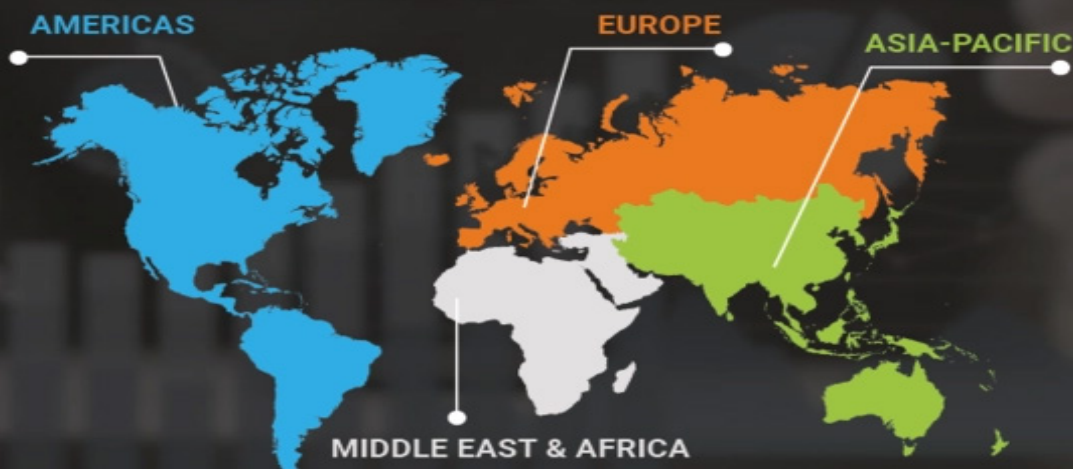 AMERICAS
EUROPE
ASIA-PACIFIC
MIDDLE EAST & AFRICA